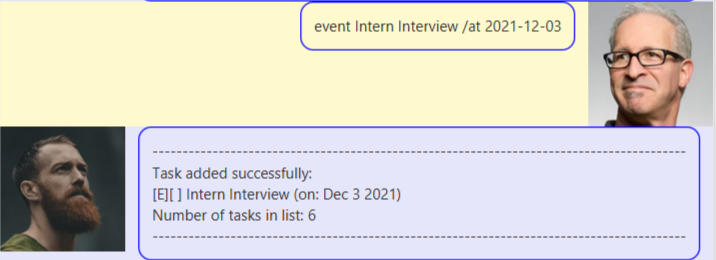 event Intern Interview /at 2021-12-03
--------------------------------------------------------------------------------------------
Task added successfully:
[E][ ] Intern Interview (on: Dec 3 2021)
Number of tasks in list: 6
--------------------------------------------------------------------------------------------